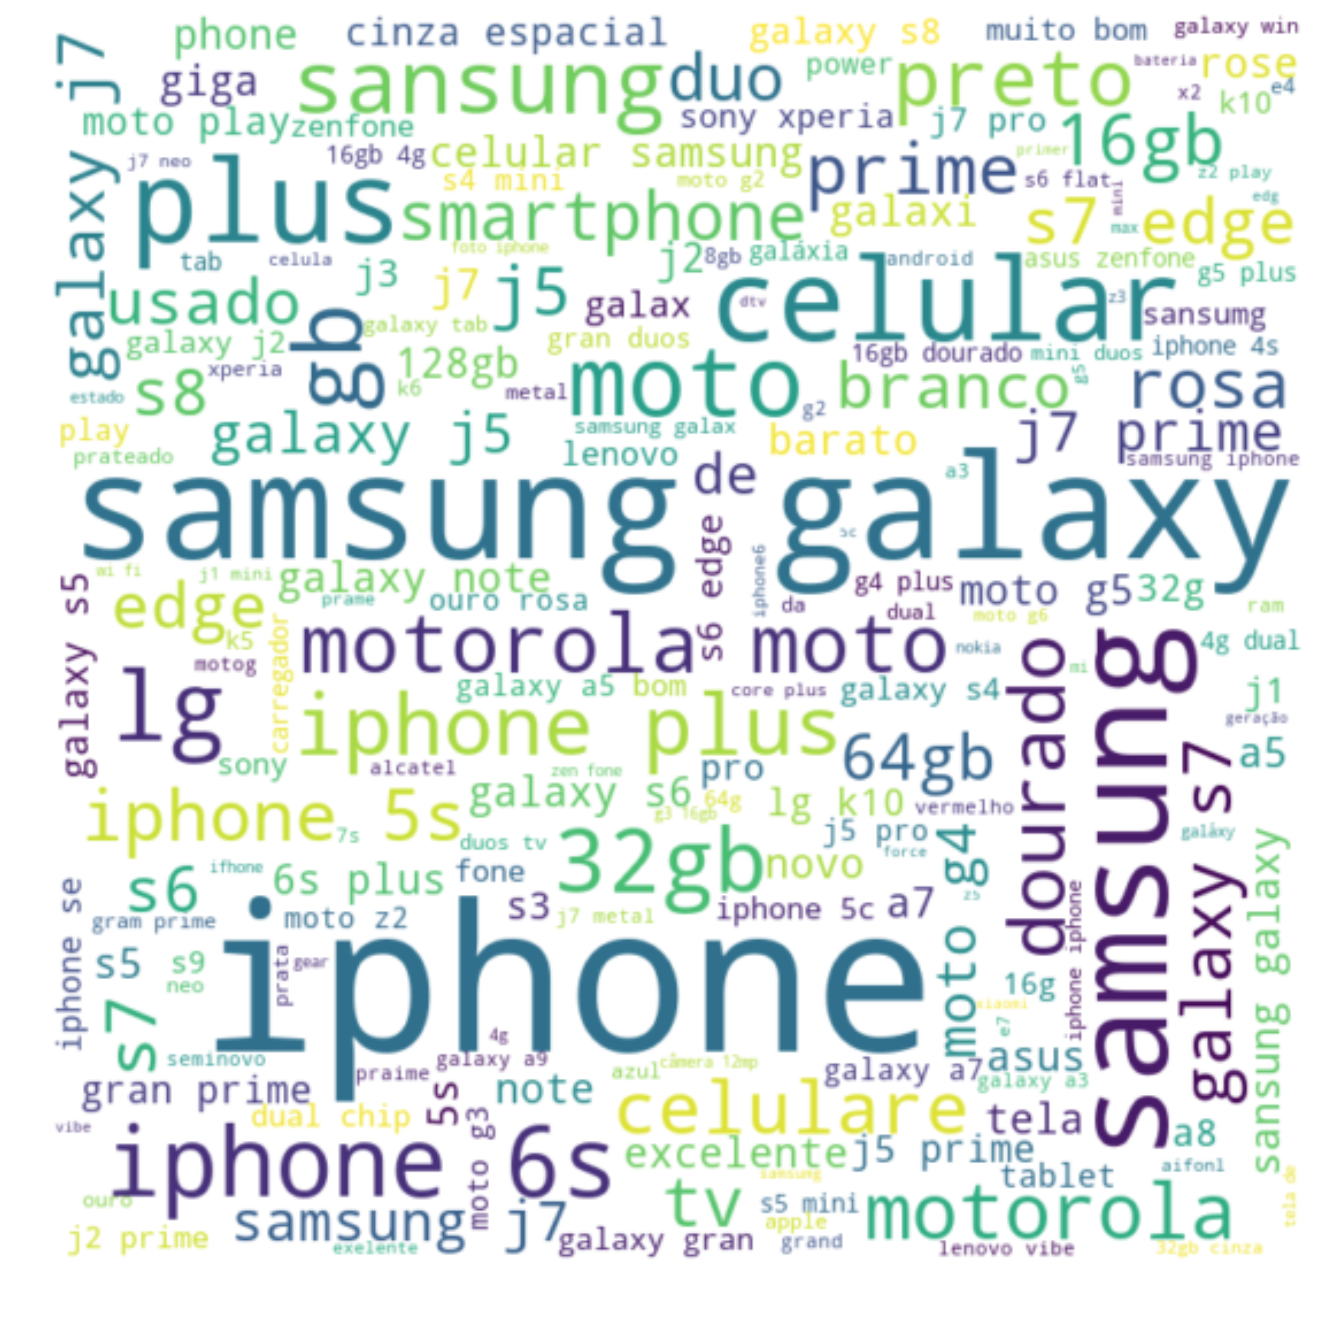 galaxy j7
phone
cinza espacial
galaxy s8
muito bom
galaxy win
giga
sansung
duo
power
preto
bateria
rose
x2
e4
k10
moto play
zenfone
sony xperia
j7 pro
16gb
j7 neo
16gb 4g
celular samsung
prime
primer
s4 mini
moto g2
s6 flat
mini
z2 play
edg
plus
smartphone
galaxi
s7 edge
max
foto iphone
tab
celula
j3
j7
j5
j2
8gb
galáxia
android
asus zenfone
g5 plus
usado
gb
galax
celular
dtv
z3
sansumg
galaxy tab
gran duos
galaxy j2
128gb
moto
16gb dourado
mini duos
iphone 4s
xperia
k6
metal
branco
g5
rosa
estado
s8
g2
play
galaxy j5
samsung galax
barato
j7 prime
prateado
lenovo
de
a3
samsung iphone
samsung galaxy
s6 edge
5c
iphone6
wi fi
j1 mini
galaxy note
g4 plus
moto g5
32g
galaxy s5
edge
prame
ouro rosa
da
dual
moto g6
ram
k5
carregador
motorola moto
nokia
4g dual
motog
mi
dourado
samsung
lg
galaxy a5
bom
core plus
galaxy s4
j1
geração
iphone plus
sony
alcatel
zen fone
pro
64gb
galaxy s7
a5
iphone 5s
galaxy s6
64g
g3 16gb
lg k10
vermelho
7s
duos tv
32gb
j5 pro
force
moto g4
galáxy
sansung galaxy
iphone se
s6
ifhone
6s plus
fone
novo
gram prime
moto z2
s3
j7 metal
iphone 5c
a7
z5
iphone iphone
s5
s9
neo
prata
gear
iphone
16g
xiaomi
e7
s7
seminovo
4g
galaxy a9
azul
câmera 12mp
galaxy a7
asus
galaxy a3
gran prime
praime
5s
note
vibe
dual chip
moto g3
celulare
tela
a8
iphone 6s
excelente
j5 prime
aifonl
samsumg
tablet
tela de
ouro
samsung j7
tv
s5 mini
apple
motorola
j2 prime
exelente
galaxy gran
grand
lenovo vibe
32gb cinza